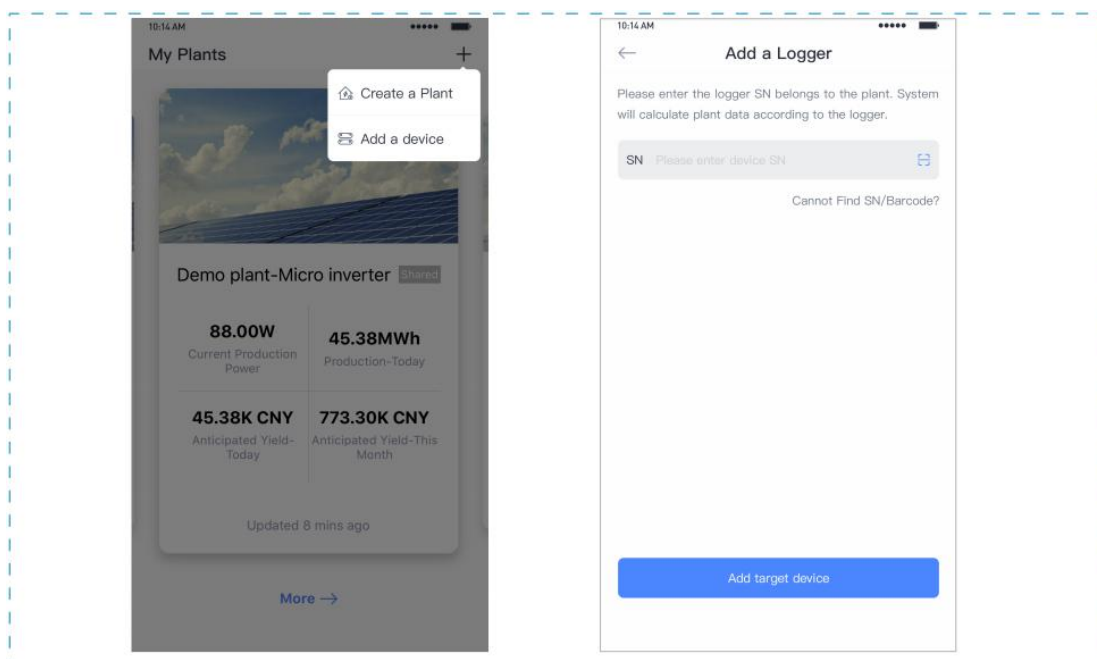 10:14 AM
My Plants
Create a Plant
Add a device
Demo plant-Micro inverter Shared
88.00W
Current Production
Power
45.38MWh
Production-Today
45.38K CNY
Anticipated Yield-
Today
773.30K CNY
Anticipated Yield-This
Month
Updated 8 mins ago
More →
10:14 AM
Add a Logger
Please enter the logger SN belongs to the plant. System
will calculate plant data according to the logger.
SN Please enter device SN
Cannot Find SN/Barcode?
Add target device